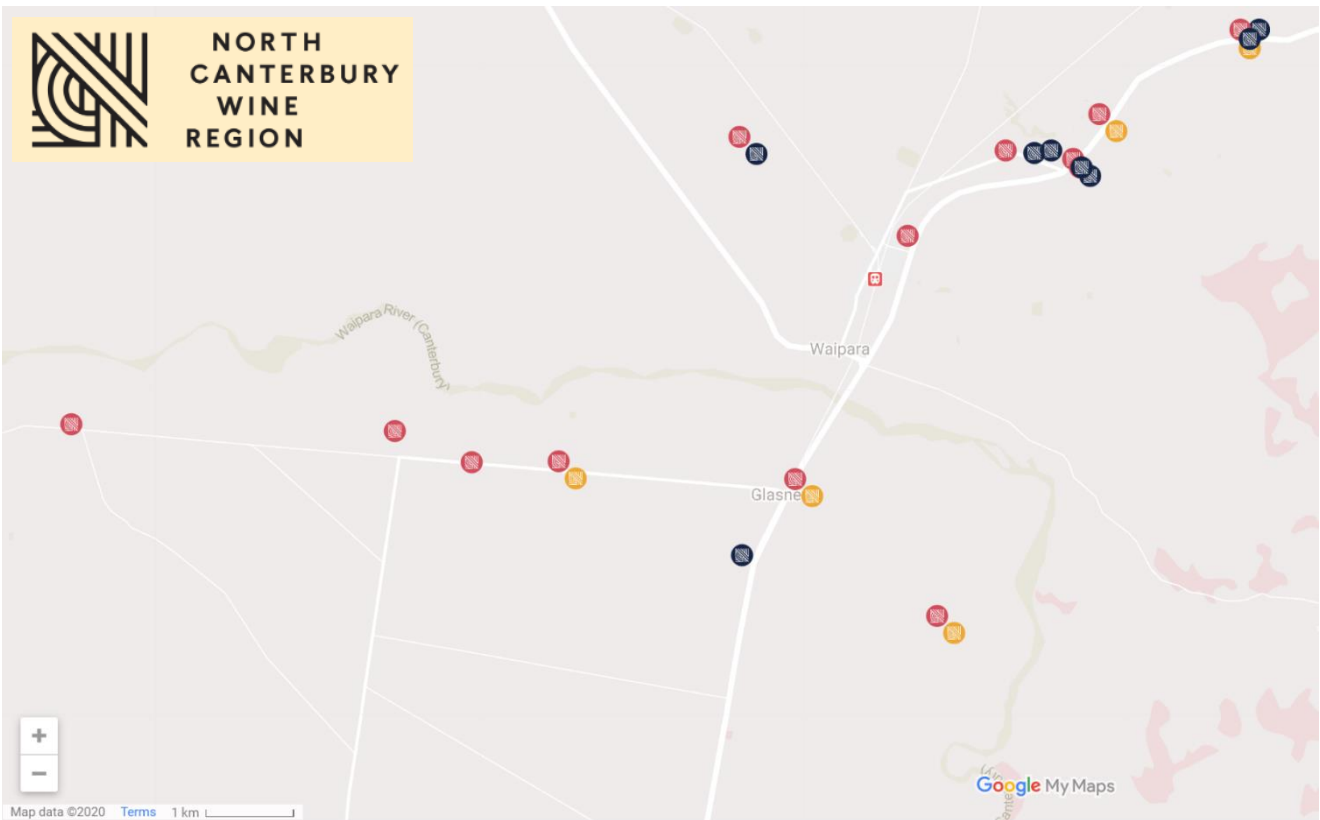 NORTH
CANTERBURY
WINE
REGION
Waipara River (Canterbury)
Waipara
Glasne
Google My Maps
+
−
Map data ©2020 Terms 1 km